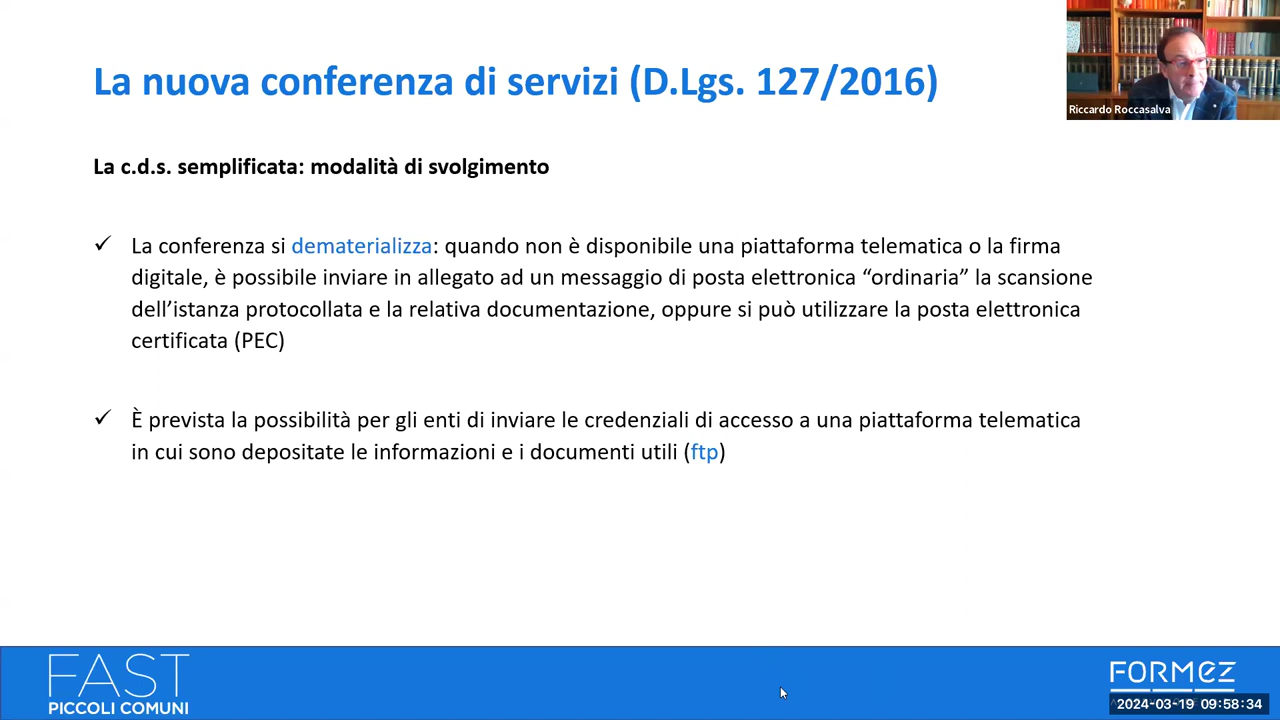 La nuova conferenza di servizi (D.Lgs. 127/2016)
Riccardo Roccasalva
La c.d.s. semplificata: modalità di svolgimento
✓ La conferenza si dematerializza: quando non è disponibile una piattaforma telematica o la firma
digitale, è possibile inviare in allegato ad un messaggio di posta elettronica “ordinaria” la scansione
dell’istanza protocollata e la relativa documentazione, oppure si può utilizzare la posta elettronica
certificata (PEC)
✓ È prevista la possibilità per gli enti di inviare le credenziali di accesso a una piattaforma telematica
in cui sono depositate le informazioni e i documenti utili (ftp)
FAST
PICCOLI COMUNI
FORMEZ
2024-03-19 09:58:34